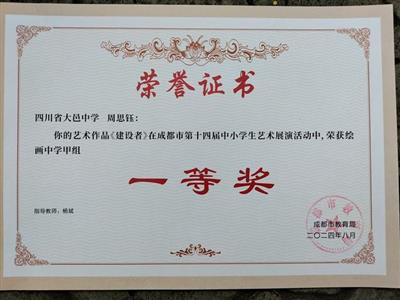 荣誉证书
四川省大邑中学 周思钰:
你的艺术作品《建设者》在成都市第十四届中小学生艺术展演活动中,荣获绘
画中学甲组
一等奖
指导教师:杨斌
成都市教育局
二〇二四年八月